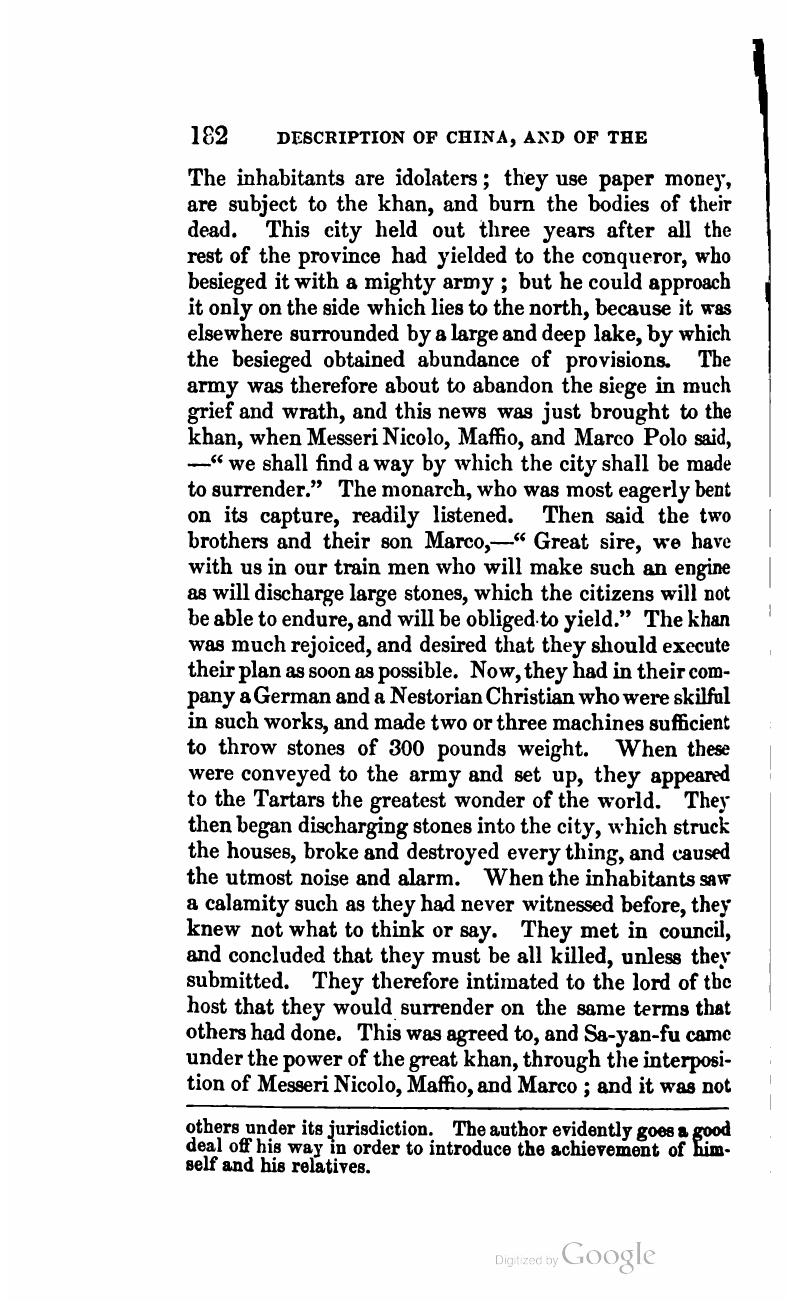 182 DESCRIPTION OF CHINA, AND OF THE
The inhabitants are idolaters; they use paper money,
are subject to the khan, and burn the bodies of their
dead. This city held out three years after all the
rest of the province had yielded to the conqueror, who
besieged it with a mighty army; but he could approach
it only on the side which lies to the north, because it was
elsewhere surrounded by a large and deep lake, by which
the besieged obtained abundance of provisions. The
army was therefore about to abandon the siege in much
grief and wrath, and this news was just brought to the
khan, when Messeri Nicolo, Maffio, and Marco Polo said,
—“we shall find a way by which the city shall be made
to surrender.” The monarch, who was most eagerly bent
on its capture, readily listened. Then said the two
brothers and their son Marco,—“Great sire, we have
with us in our train men who will make such an engine
as will discharge large stones, which the citizens will not
be able to endure, and will be obliged to yield.” The khan
was much rejoiced, and desired that they should execute
their plan as soon as possible. Now, they had in their com-
pany a German and a Nestorian Christian who were skilful
in such works, and made two or three machines sufficient
to throw stones of 300 pounds weight. When these
were conveyed to the army and set up, they appeared
to the Tartars the greatest wonder of the world. They
then began discharging stones into the city, which struck
the houses, broke and destroyed every thing, and caused
the utmost noise and alarm. When the inhabitants saw
a calamity such as they had never witnessed before, they
knew not what to think or say. They met in council,
and concluded that they must be all killed, unless they
submitted. They therefore intimated to the lord of the
host that they would surrender on the same terms that
others had done. This was agreed to, and Sa-yan-fu came
under the power of the great khan, through the interposi-
tion of Messeri Nicolo, Maffio, and Marco; and it was not
others under its jurisdiction. The author evidently goes a good
deal off his way in order to introduce the achievement of him-
self and his relatives.
Digitized by Google